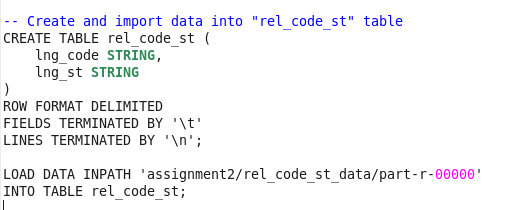 -- Create and import data into "rel_code_st" table
CREATE TABLE rel_code_st (
    lng_code STRING,
    lng_st STRING
)
ROW FORMAT DELIMITED
FIELDS TERMINATED BY '\t'
LINES TERMINATED BY '\n';

LOAD DATA INPATH 'assignment2/rel_code_st_data/part-r-00000'
INTO TABLE rel_code_st;